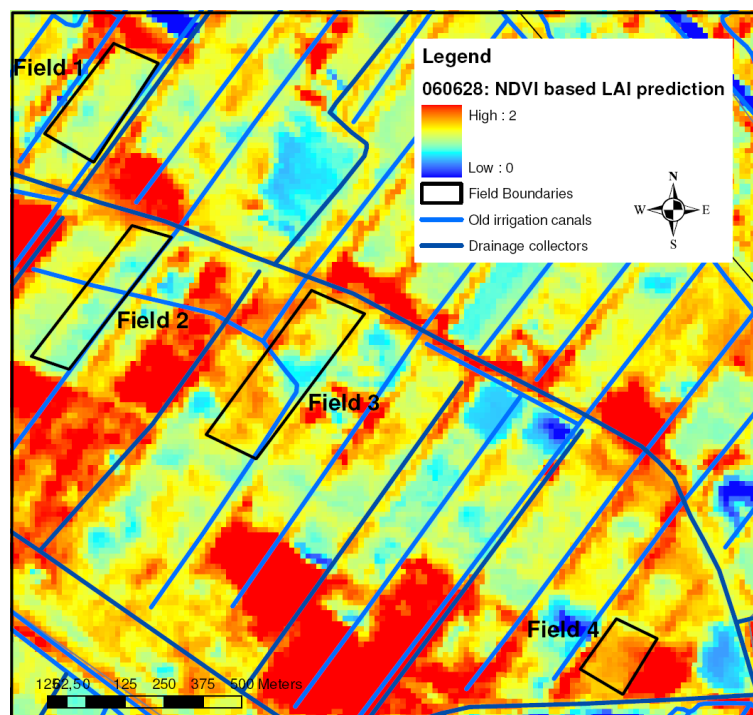 Legend
060628: NDVI based LAI prediction
High : 2
Low : 0
Field Boundaries
Old irrigation canals
Drainage collectors
N
W E
S
Field 1
Field 2
Field 3
Field 4
125 250 375 500 Meters